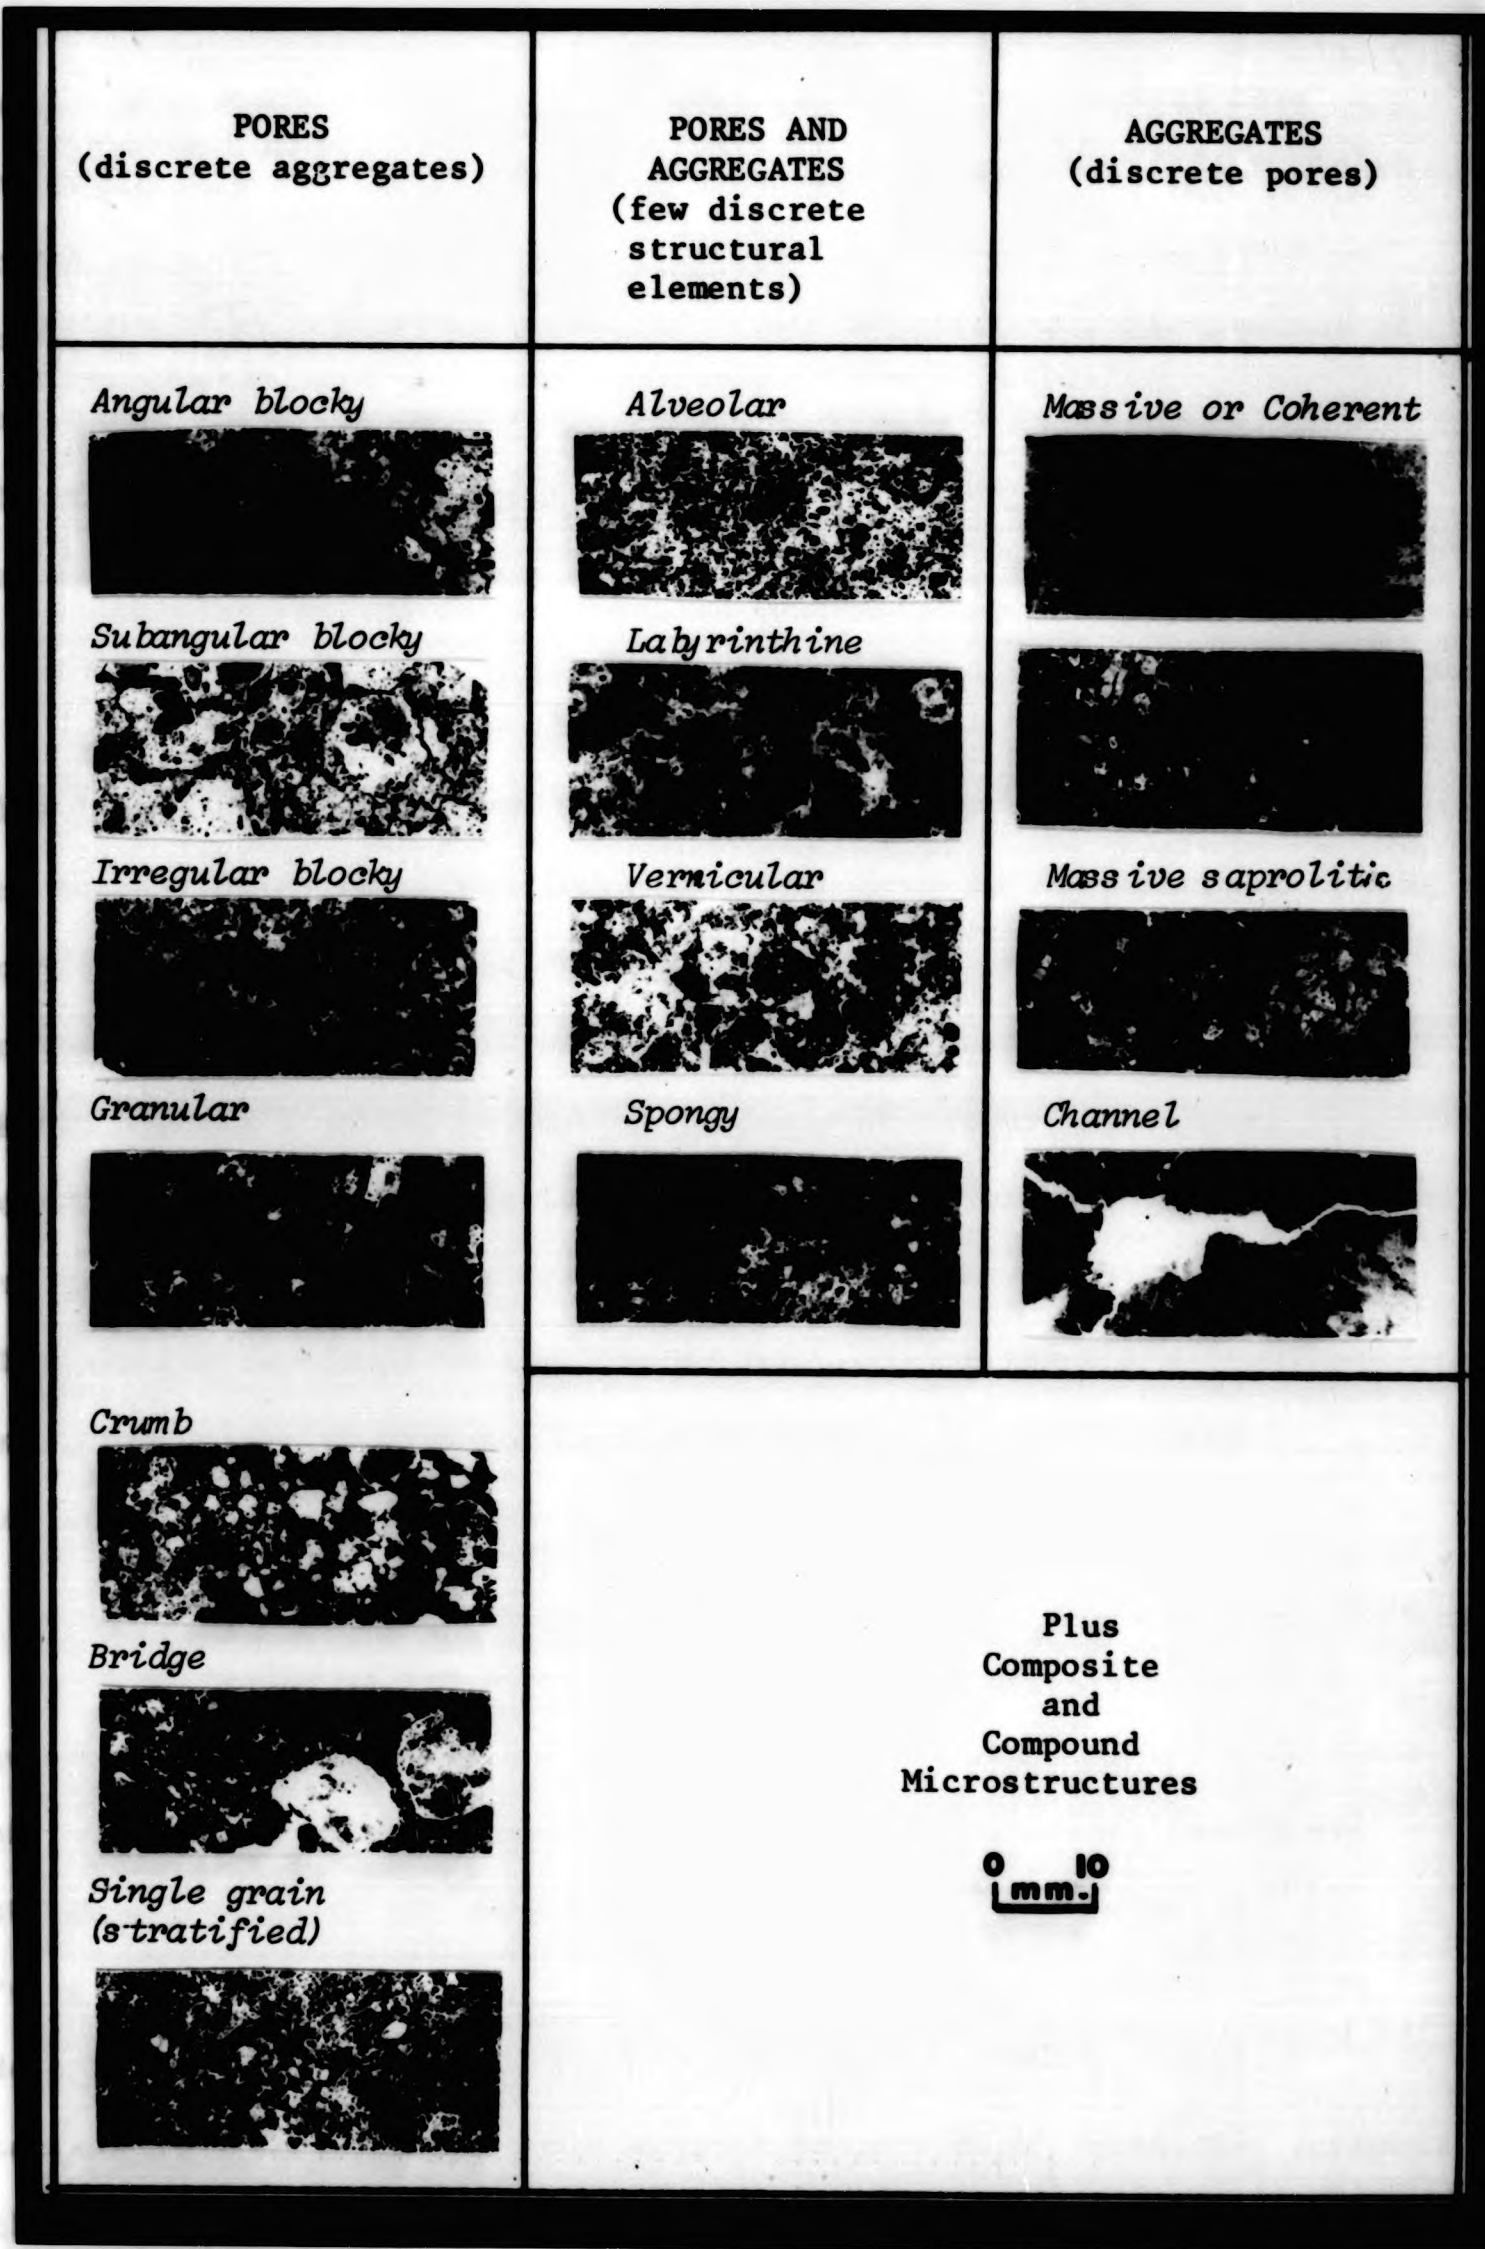 PORES
(discrete aggregates)
PORES AND
AGGREGATES
(few discrete
structural
elements)
AGGREGATES
(discrete pores)
Angular blocky
Subangular blocky
Irregular blocky
Granular
Crumb
Bridge
Single grain
(stratified)
Alveolar
Labyrinthine
Vermicular
Spongy
Massive or Coherent
Massive saprolitic
Channel
Plus
Composite
and
Compound
Microstructures
0 10
mm.